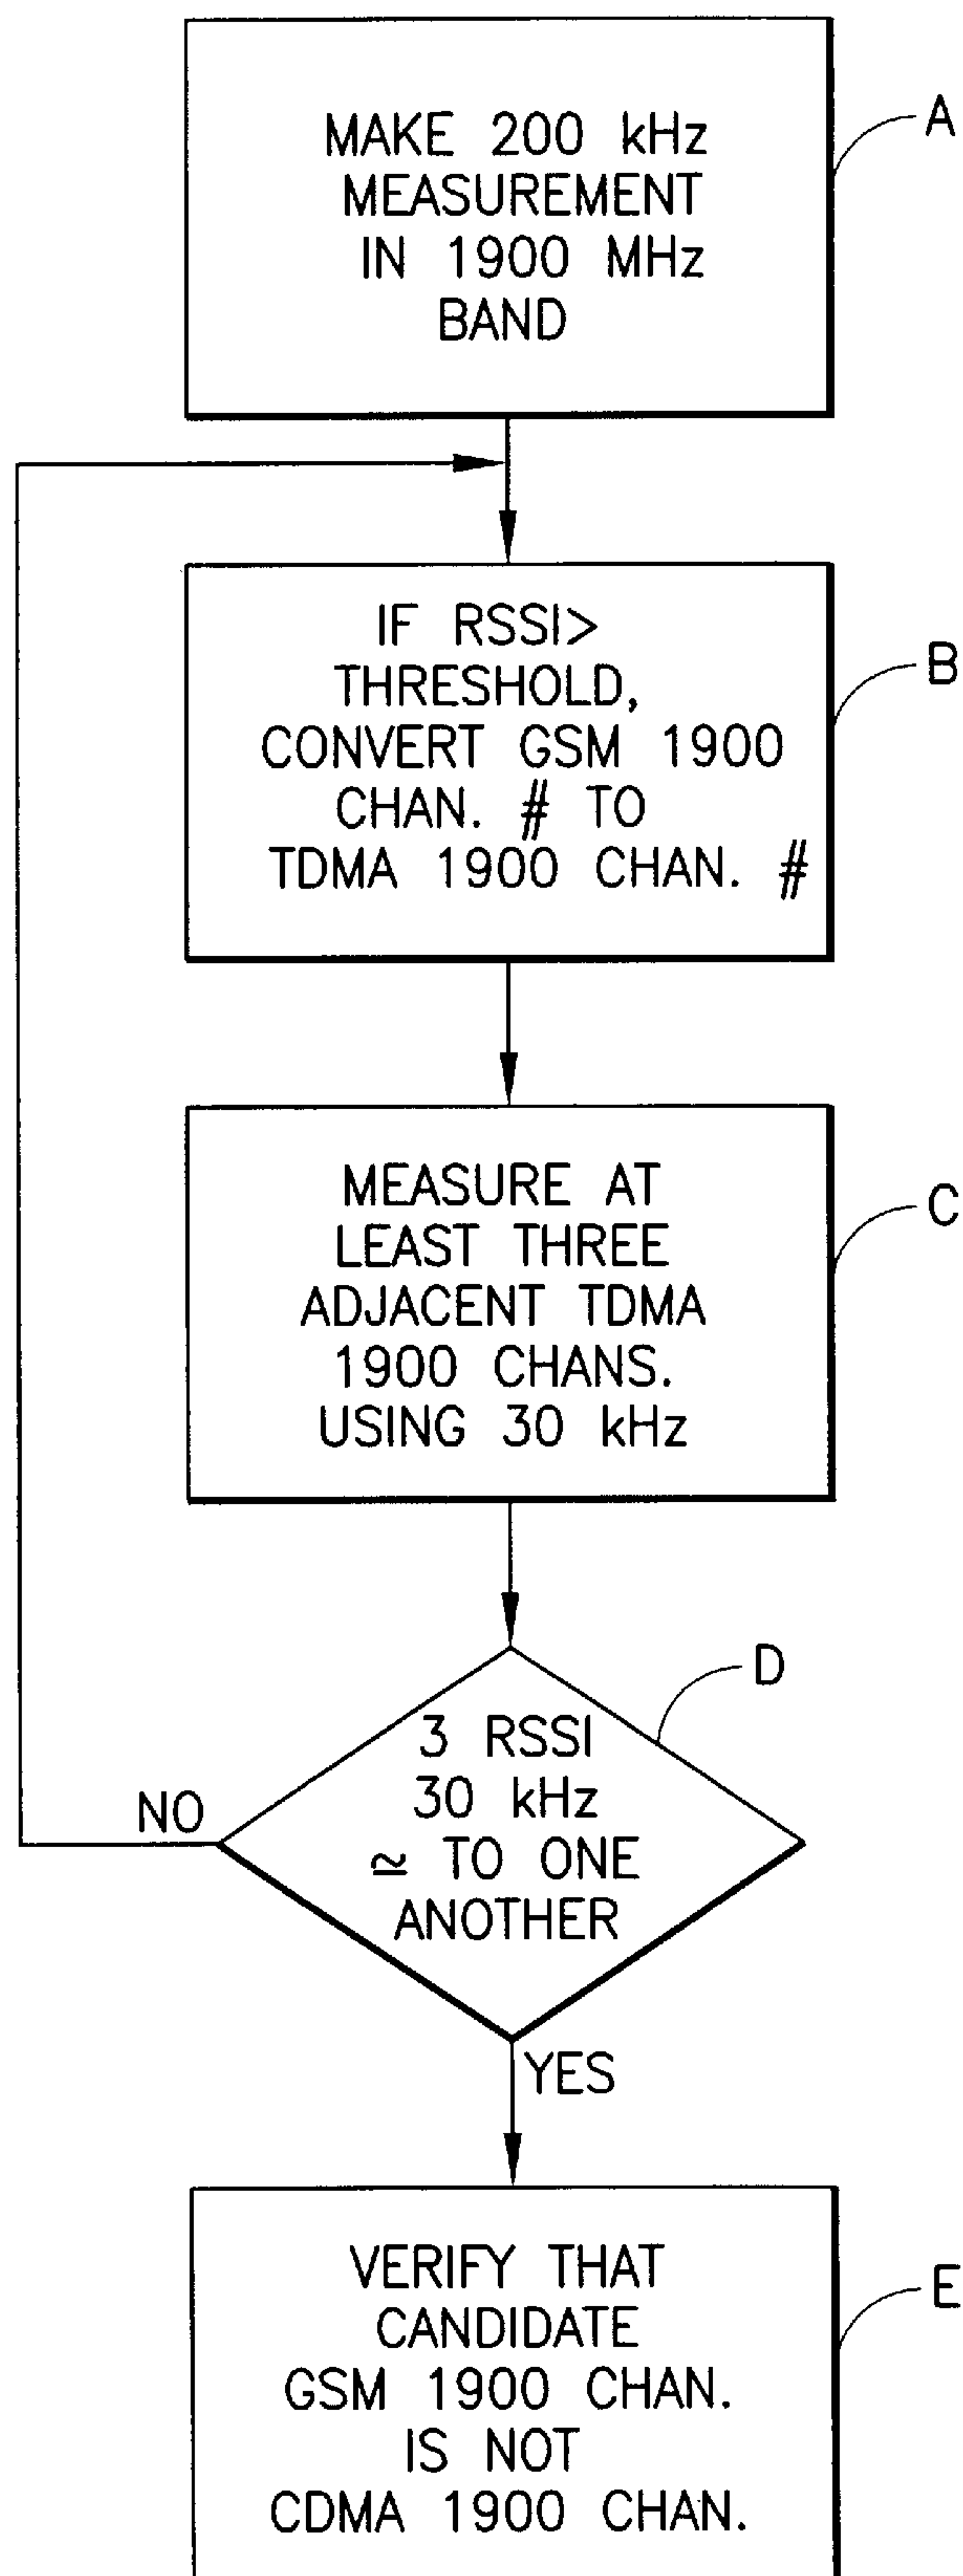 MAKE 200 kHz
MEASUREMENT
IN 1900 MHz
BAND
A
IF RSSI>
THRESHOLD,
CONVERT GSM 1900
CHAN. # TO
TDMA 1900 CHAN. #
B
MEASURE AT
LEAST THREE
ADJACENT TDMA
1900 CHANS.
USING 30 kHz
C
3 RSSI
30 kHz
≃ TO ONE
ANOTHER
D
NO
YES
VERIFY THAT
CANDIDATE
GSM 1900 CHAN.
IS NOT
CDMA 1900 CHAN.
E